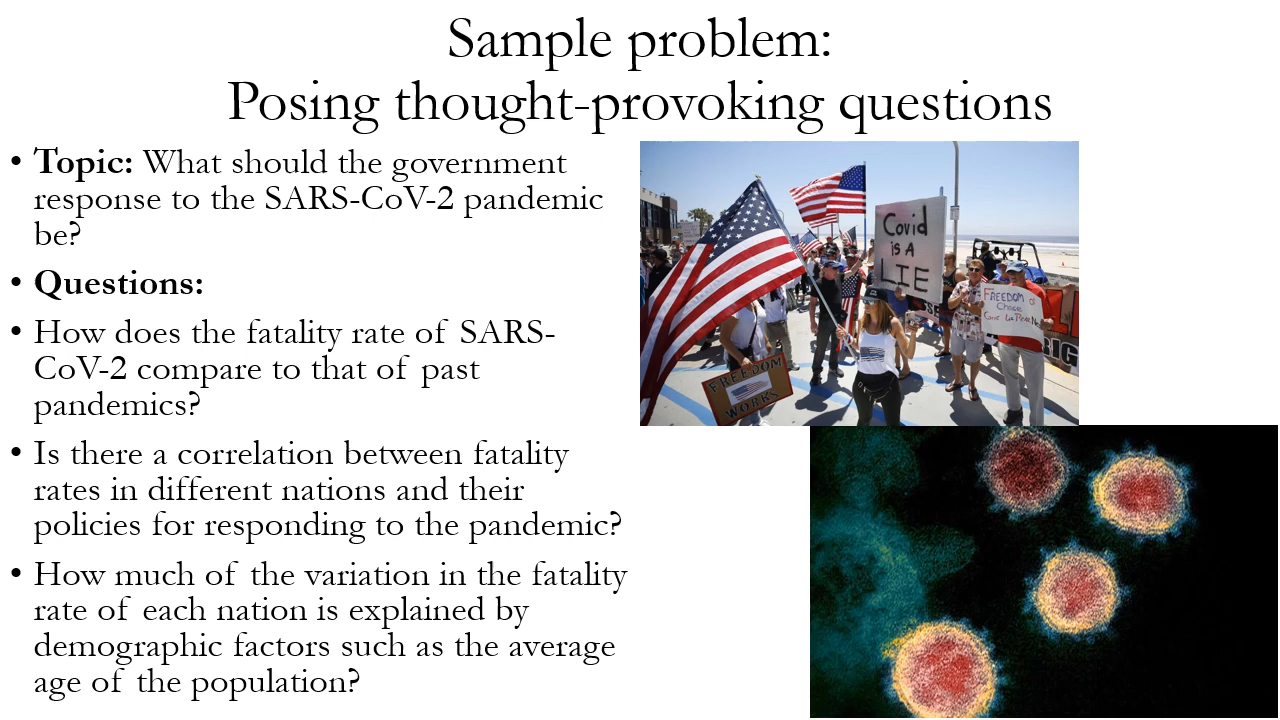 Sample problem:
Posing thought-provoking questions
• Topic: What should the government
response to the SARS-CoV-2 pandemic
be?
• Questions:
• How does the fatality rate of SARS-
CoV-2 compare to that of past
pandemics?
• Is there a correlation between fatality
rates in different nations and their
policies for responding to the pandemic?
• How much of the variation in the fatality
rate of each nation is explained by
demographic factors such as the average
age of the population?
Covid
is A
LIE
FREEDOM of
Choice
FREEDOM
WORKS